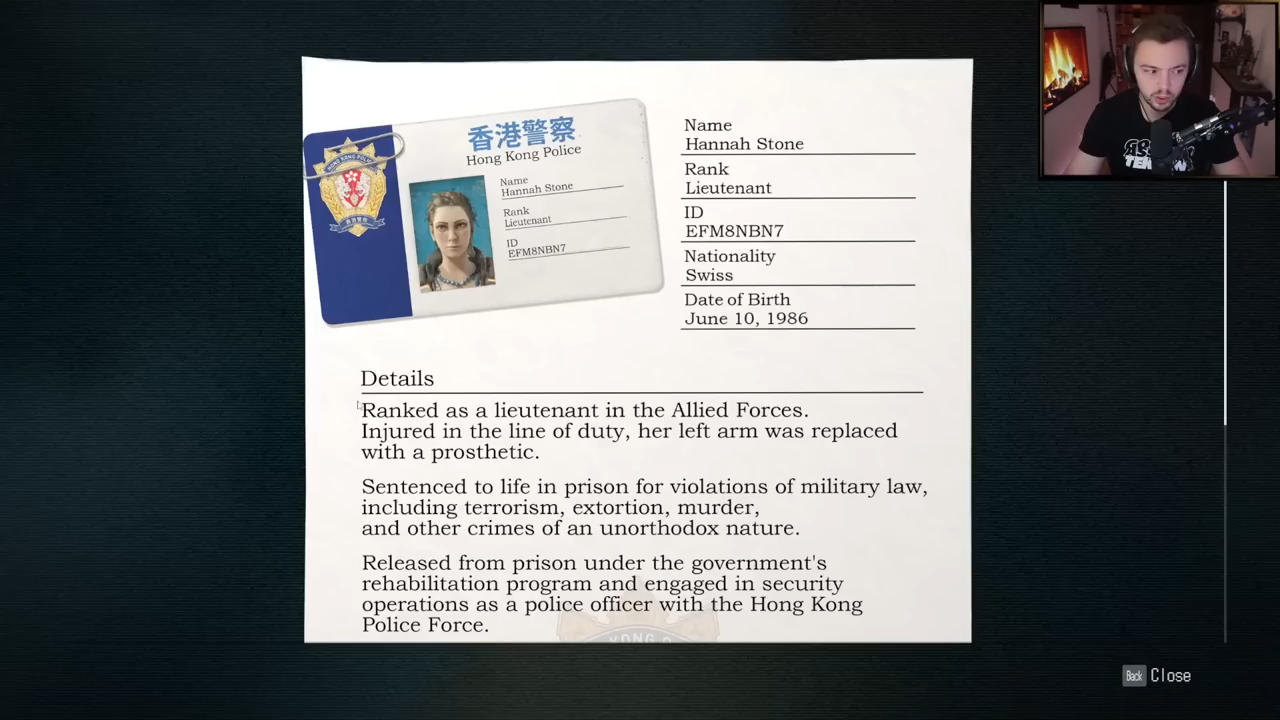 香港警察
Hong Kong Police
Name
Hannah Stone
Rank
Lieutenant
ID
EFM8NBN7
Name
Hannah Stone
Rank
Lieutenant
ID
EFM8NBN7
Nationality
Swiss
Date of Birth
June 10, 1986
Details
Ranked as a lieutenant in the Allied Forces.
Injured in the line of duty, her left arm was replaced
with a prosthetic.
Sentenced to life in prison for violations of military law,
including terrorism, extortion, murder,
and other crimes of an unorthodox nature.
Released from prison under the government's
rehabilitation program and engaged in security
operations as a police officer with the Hong Kong
Police Force.
Back Close